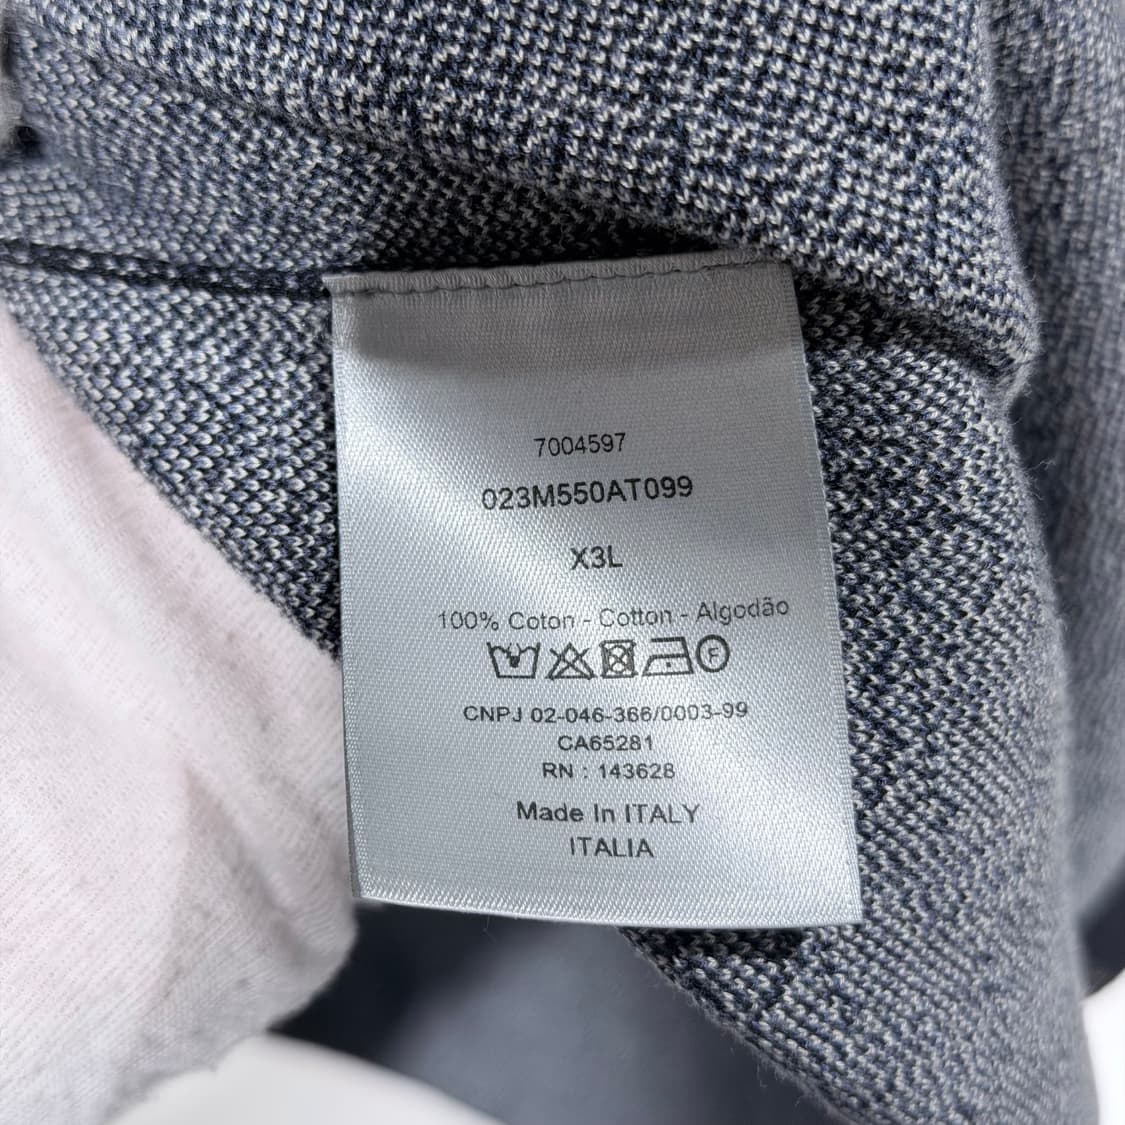 7004597
023M550AT099
X3L
100% Coton - Cotton - Algodão
F
CNPJ 02-046-366/0003-99
CA65281
RN : 143628
Made In ITALY
ITALIA